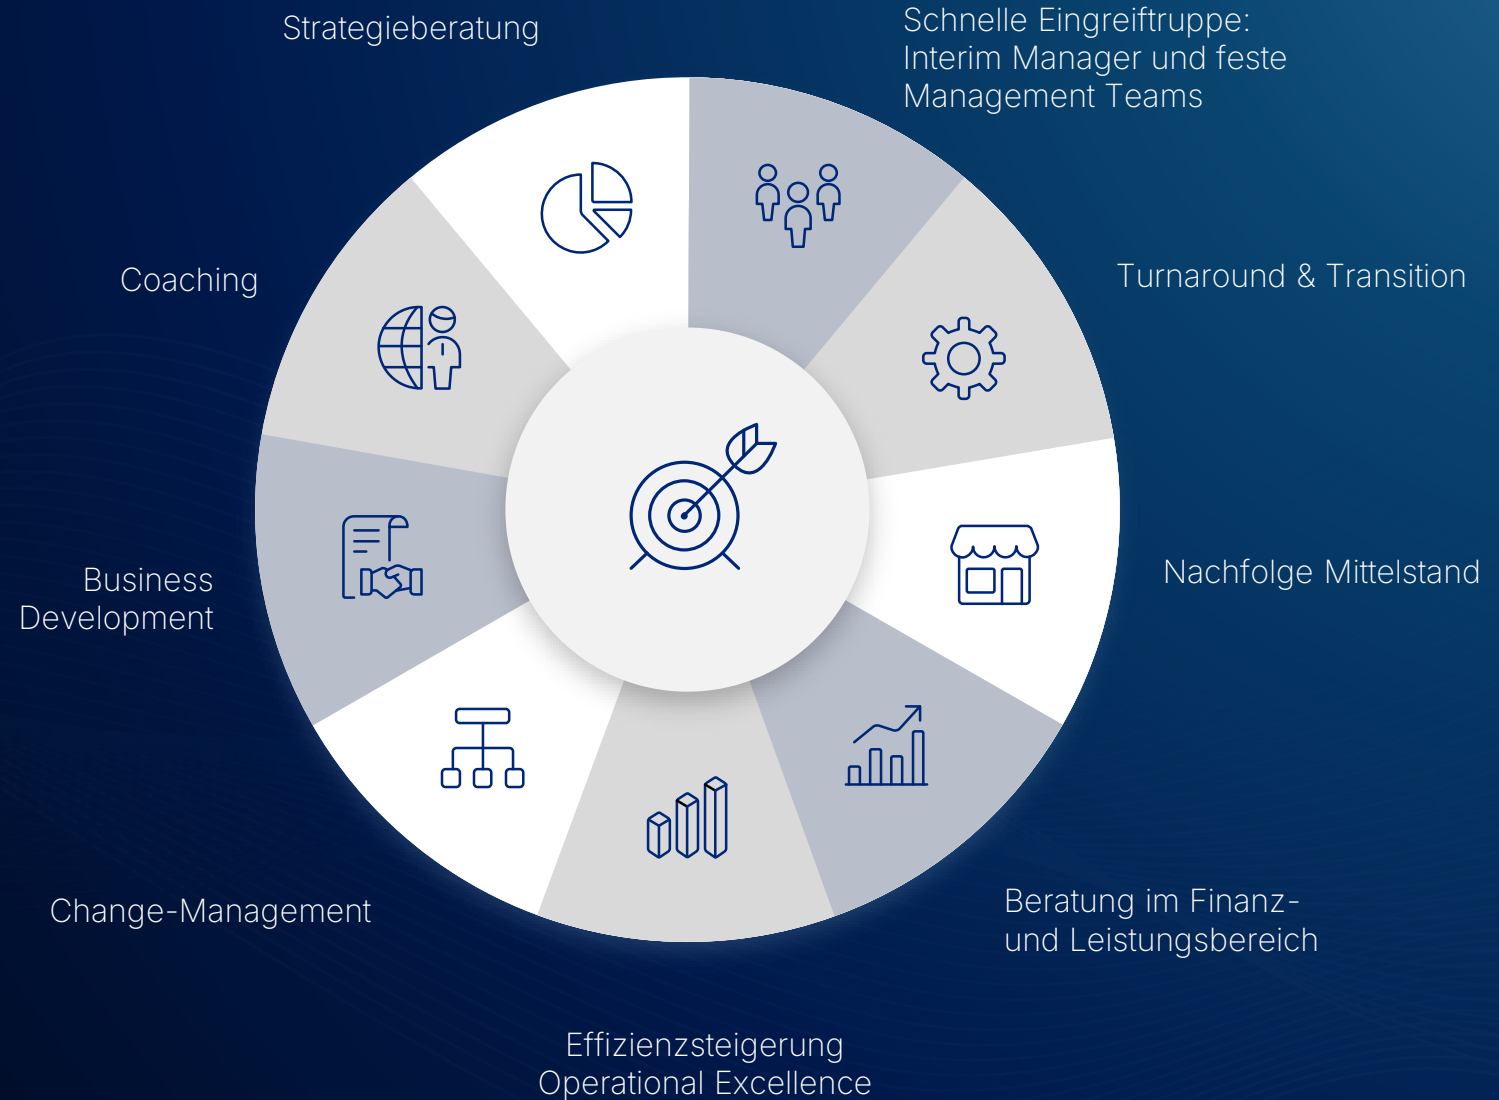 Strategieberatung
Schnelle Eingreiftruppe:
Interim Manager und feste
Management Teams
Turnaround & Transition
Nachfolge Mittelstand
Beratung im Finanz-
und Leistungsbereich
Effizienzsteigerung
Operational Excellence
Change-Management
Business
Development
Coaching